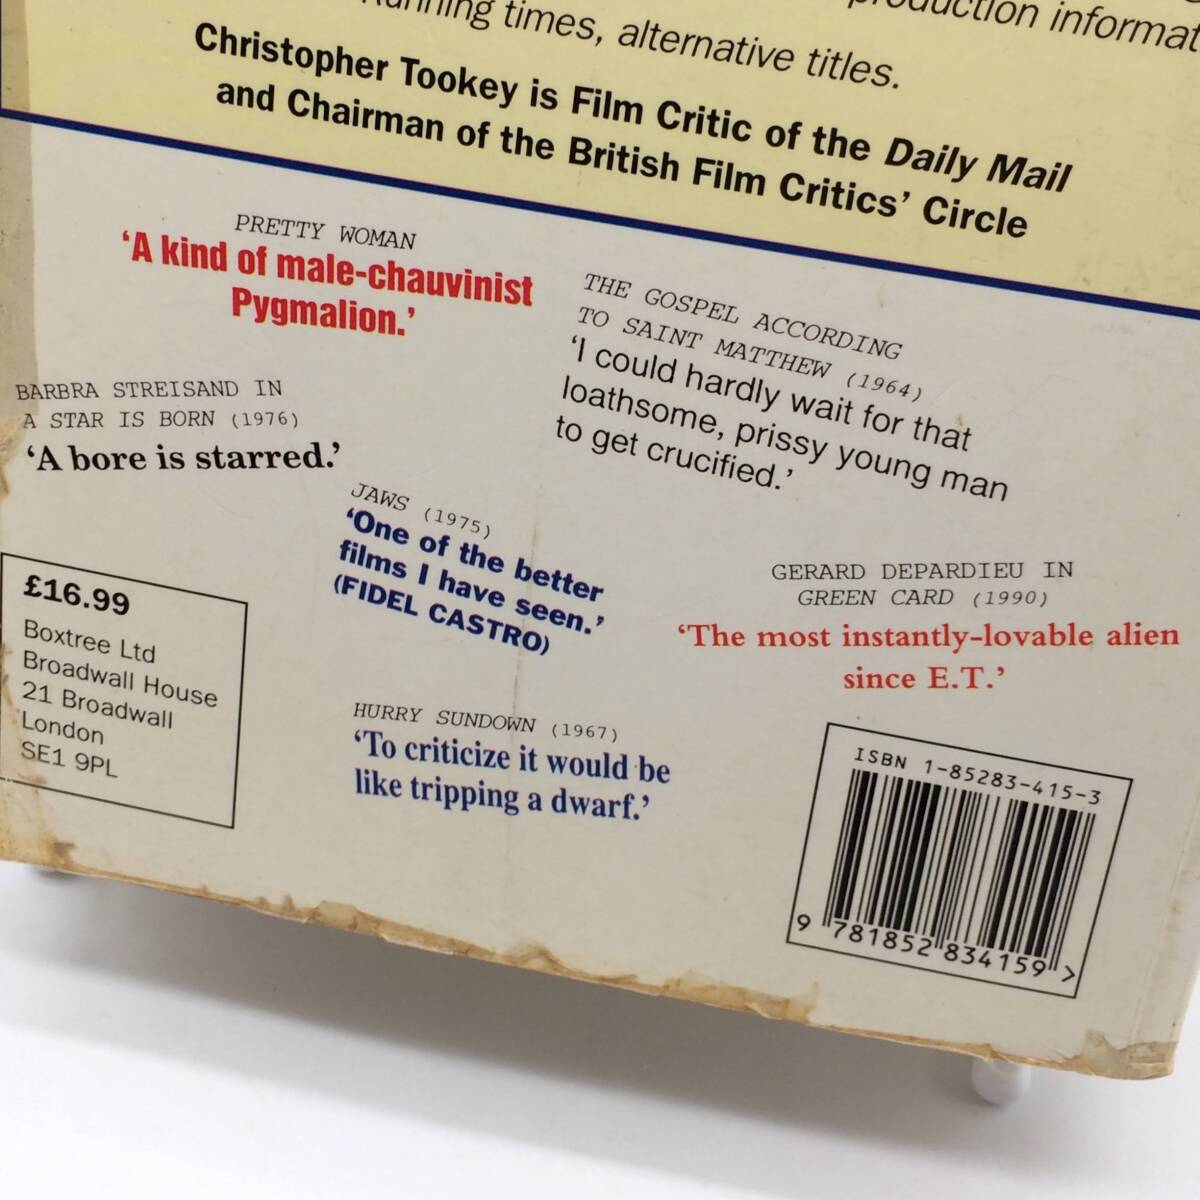 production informat
Running times, alternative titles.
Christopher Tookey is Film Critic of the Daily Mail
and Chairman of the British Film Critics' Circle
PRETTY WOMAN
'A kind of male-chauvinist
Pygmalion.'
THE GOSPEL ACCORDING
TO SAINT MATTHEW (1964)
'I could hardly wait for that
loathsome, prissy young man
to get crucified.'
BARBRA STREISAND IN
A STAR IS BORN (1976)
'A bore is starred.'
JAWS (1975)
'One of the better
films I have seen.'
(FIDEL CASTRO)
GERARD DEPARDIEU IN
GREEN CARD (1990)
'The most instantly-lovable alien
since E.T.'
£16.99
Boxtree Ltd
Broadwall House
21 Broadwall
London
SE1 9PL
HURRY SUNDOWN (1967)
'To criticize it would be
like tripping a dwarf.'
ISBN 1-85283-415-3
9 781852 834159 >